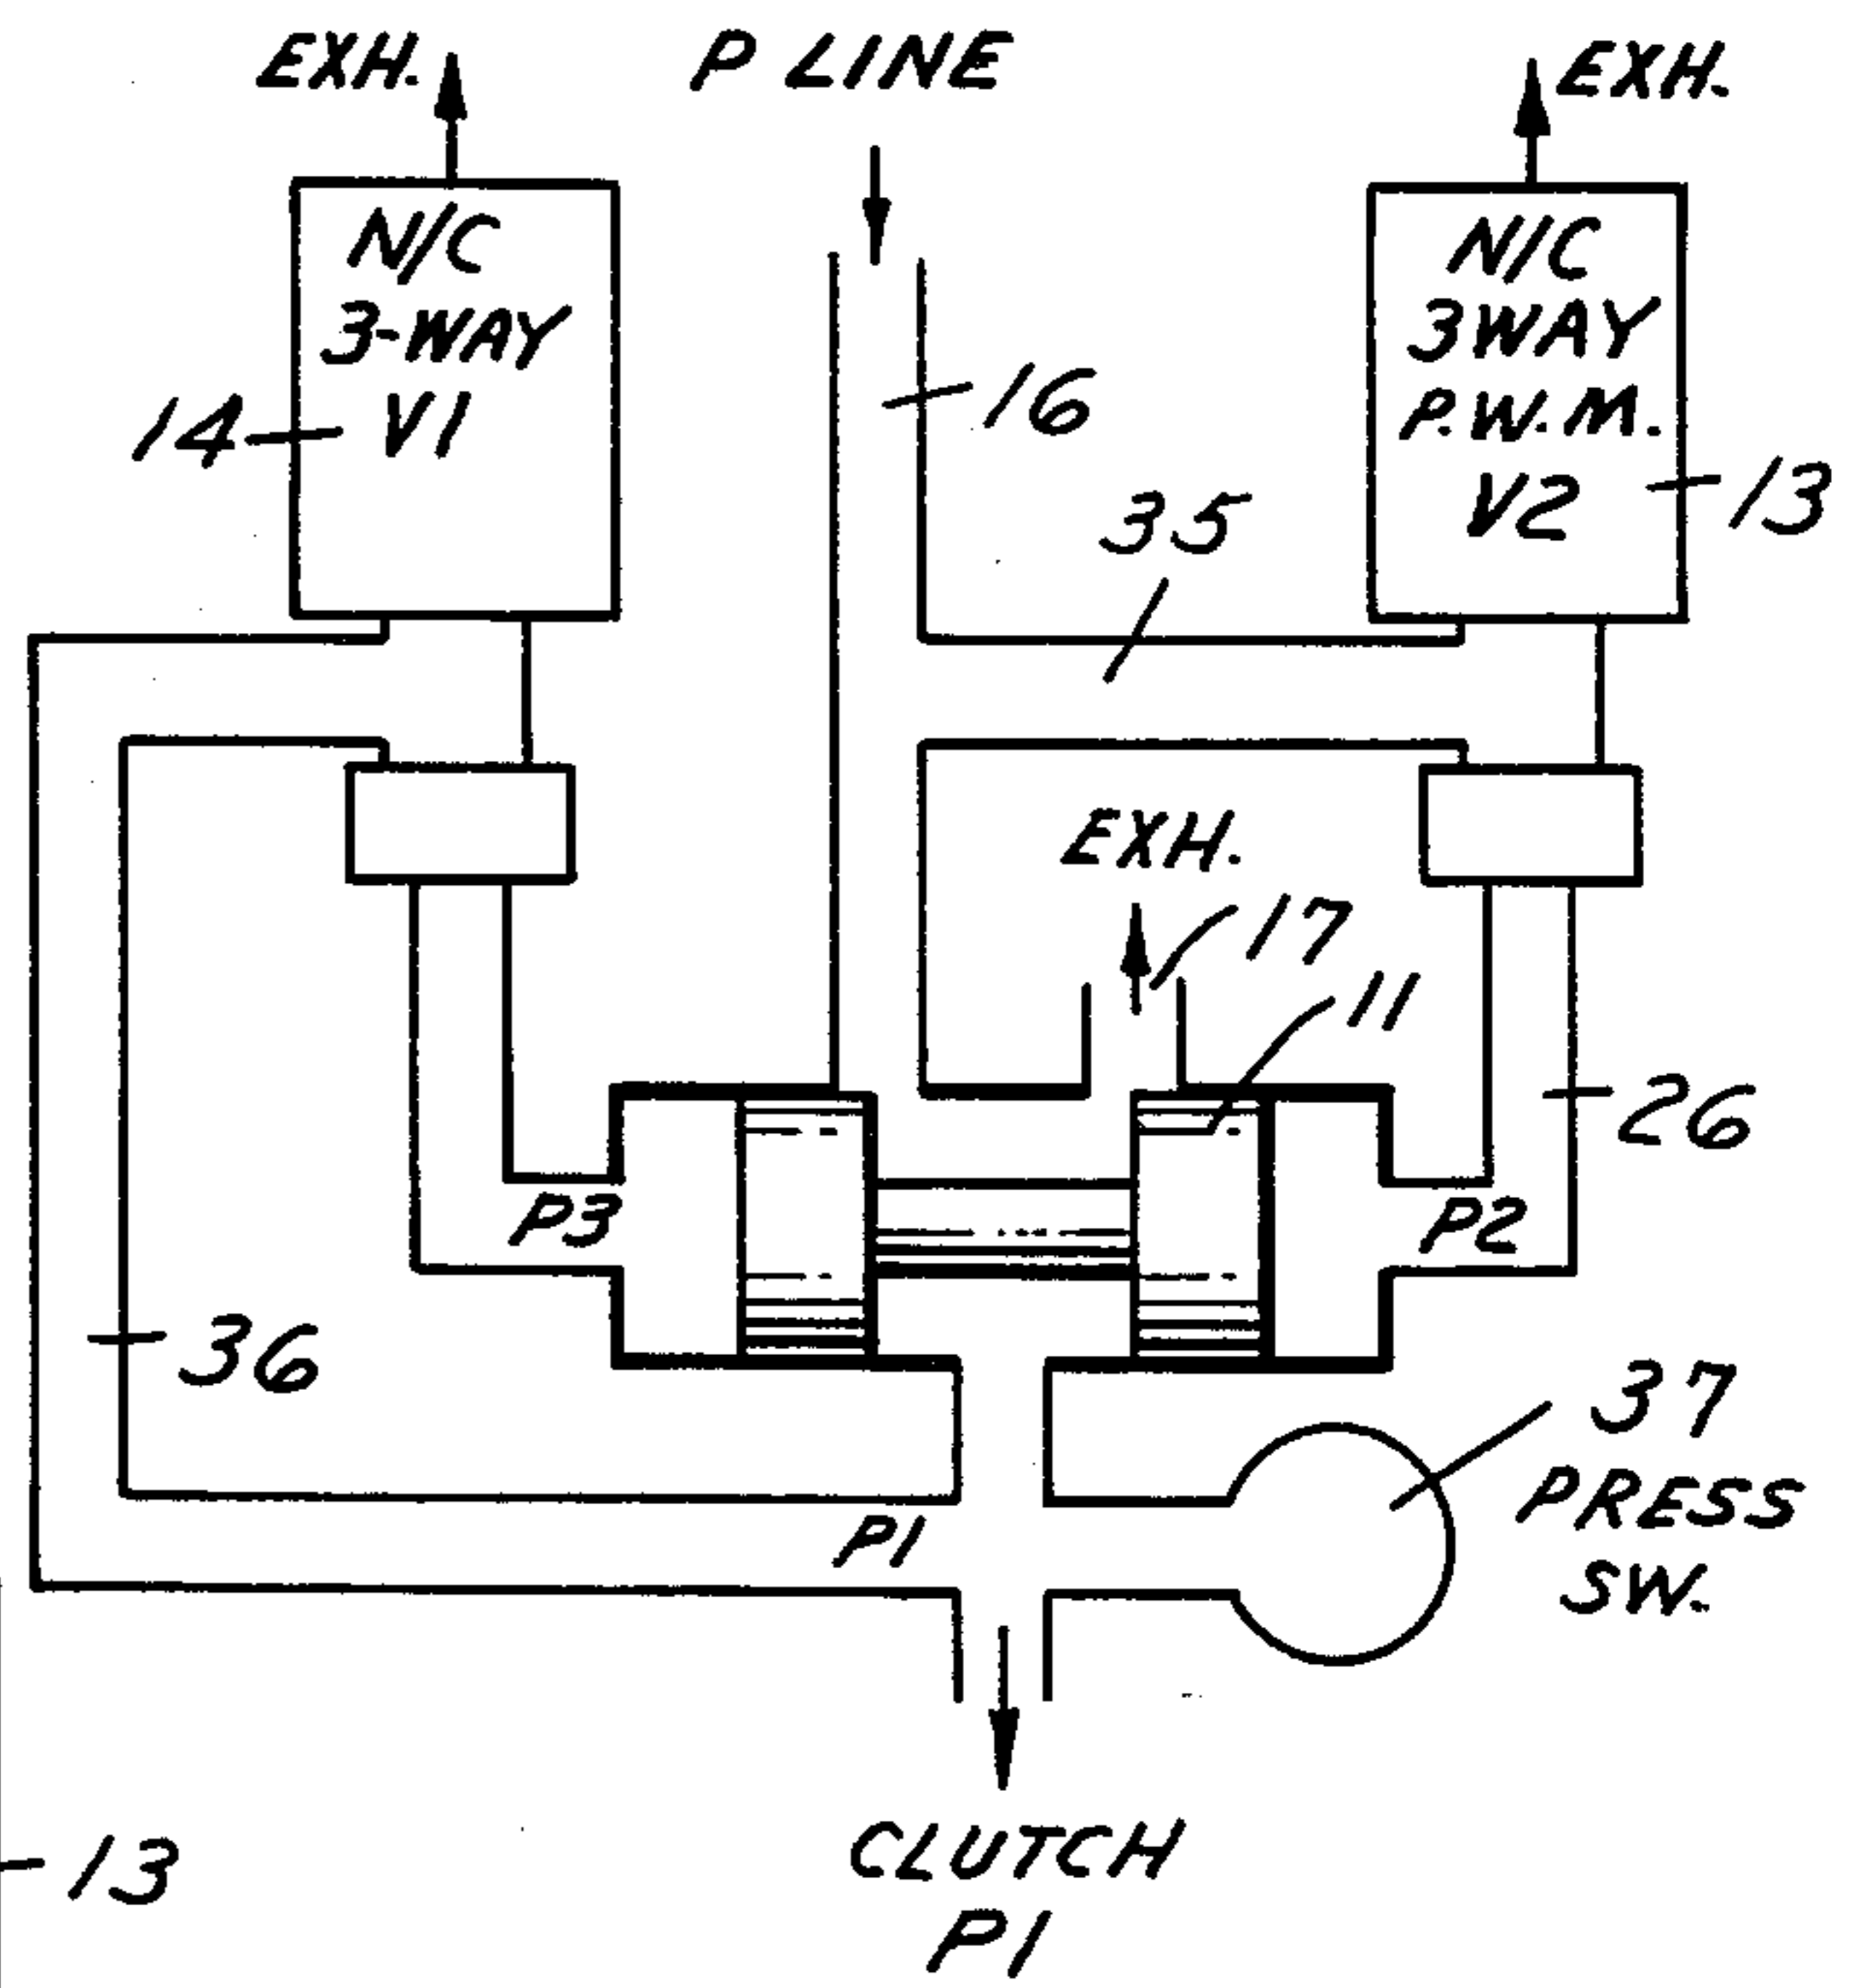 EXH.
P LINE
EXH.
N/C
3-WAY
V1
14
N/C
3WAY
P.W.M.
V2
13
16
35
EXH.
17
11
26
P3
P2
36
37
PRESS
SW.
P1
13
CLUTCH
P1